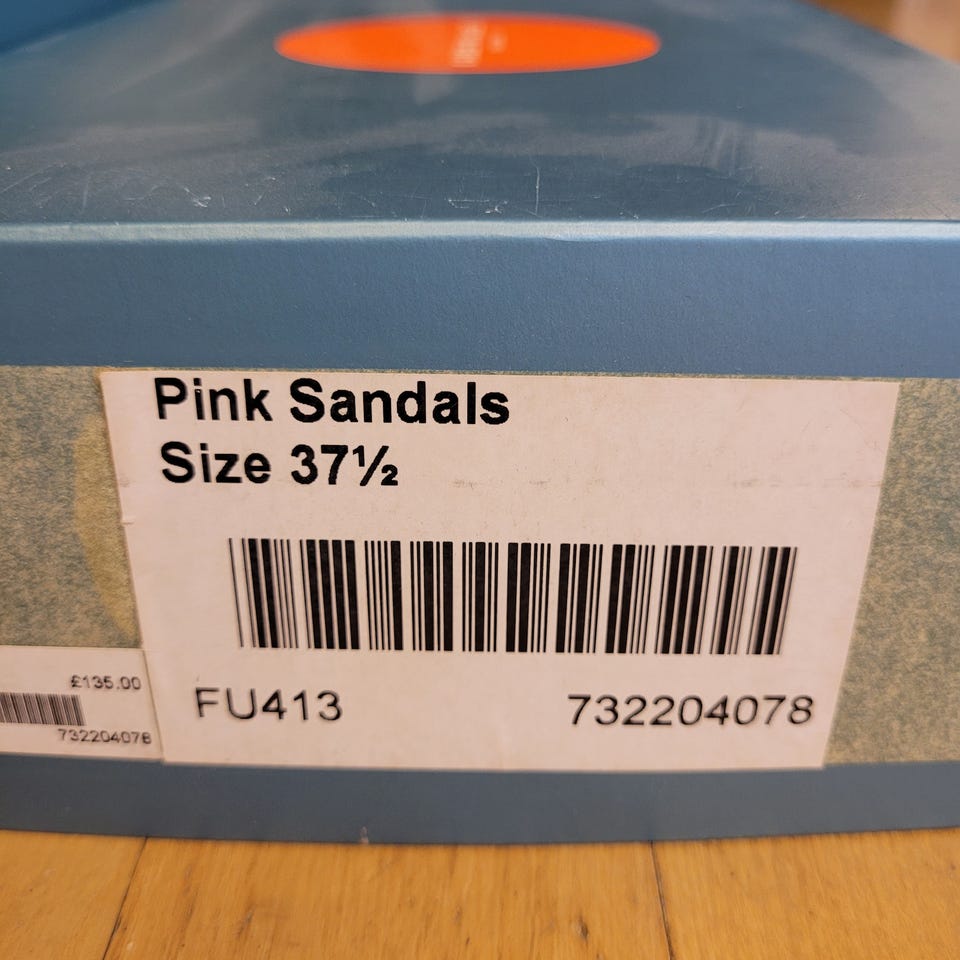 Pink Sandals
Size 37½
FU413
732204078
£135.00
732204078